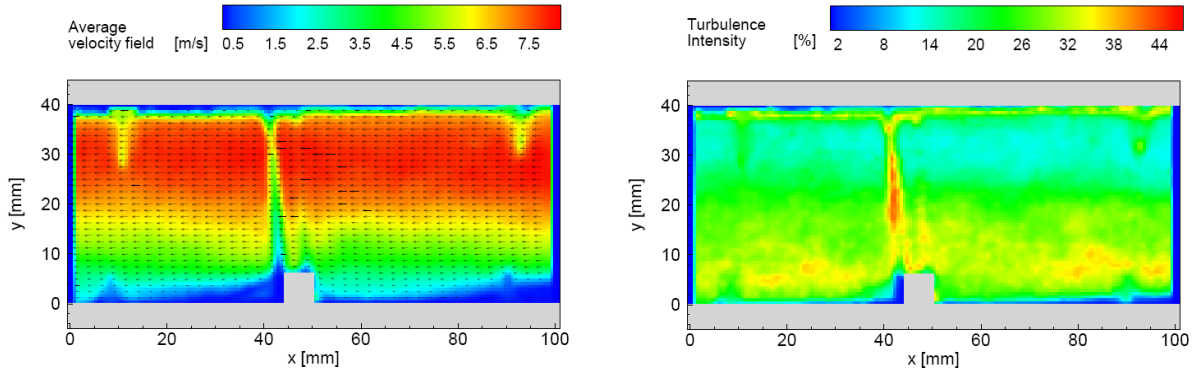 Average
velocity field [m/s] 0.5 1.5 2.5 3.5 4.5 5.5 6.5 7.5
40
30
20
10
0
y [mm]
0 20 40 60 80 100
x [mm]
Turbulence
Intensity [%] 2 8 14 20 26 32 38 44
40
30
20
10
0
y [mm]
0 20 40 60 80 100
x [mm]